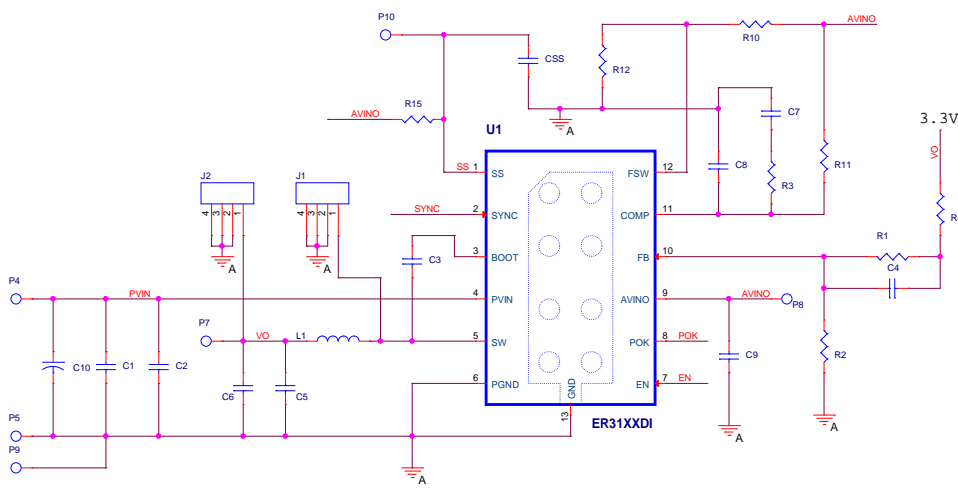 P10
CSS
R12
R10
AVINO
AVINO
R15
A
C7
3.3V
U1
VO
J2
J1
SS 1 SS
FSW 12
C8
R3
R11
4 3 2 1
4 3 2 1
SYNC 2 SYNC
COMP 11
R
A
A
C3
3 BOOT
FB 10
R1
C4
P4
PVIN
4 PVIN
AVINO 9
AVINO
P8
P7
VO
L1
5 SW
POK 8
POK
C10
C1
C2
C9
R2
C6
C5
6 PGND
GND
EN 7
EN
P5
13
ER31XXDI
A
A
P9
A